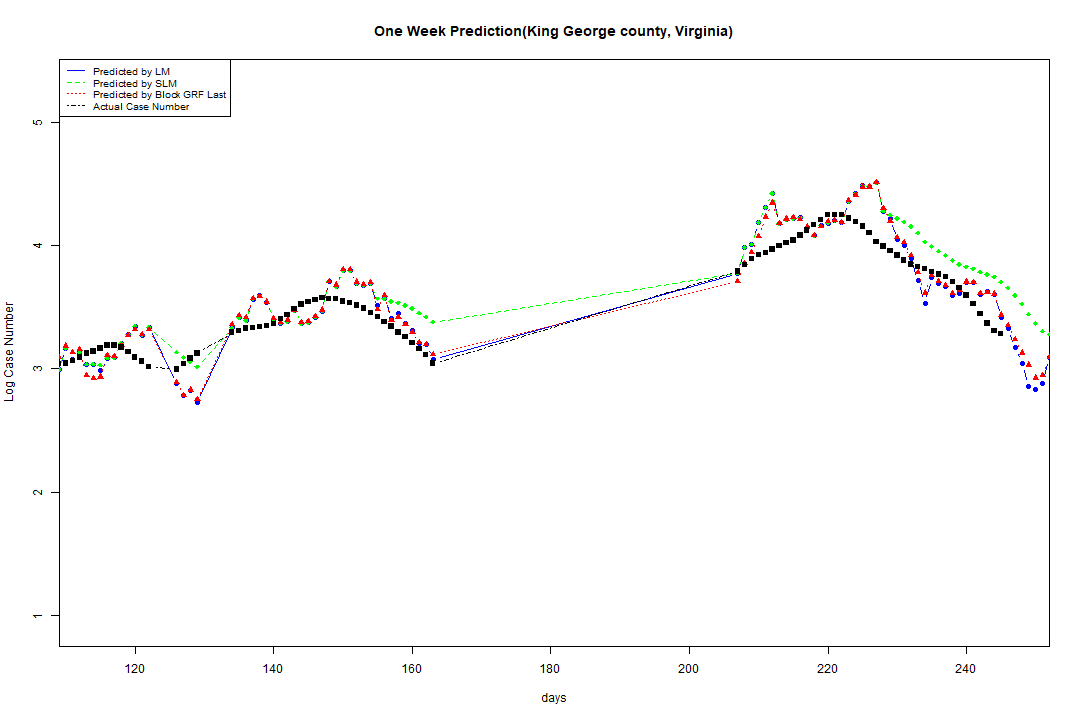 One Week Prediction(King George county, Virginia)
Predicted by LM
Predicted by SLM
Predicted by Block GRF Last
Actual Case Number
5
4
3
2
1
Log Case Number
120 140 160 180 200 220 240
days